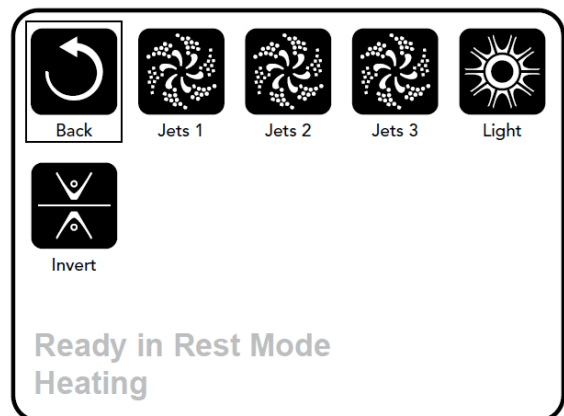 Back Jets 1 Jets 2 Jets 3 Light
Invert
Ready in Rest Mode
Heating